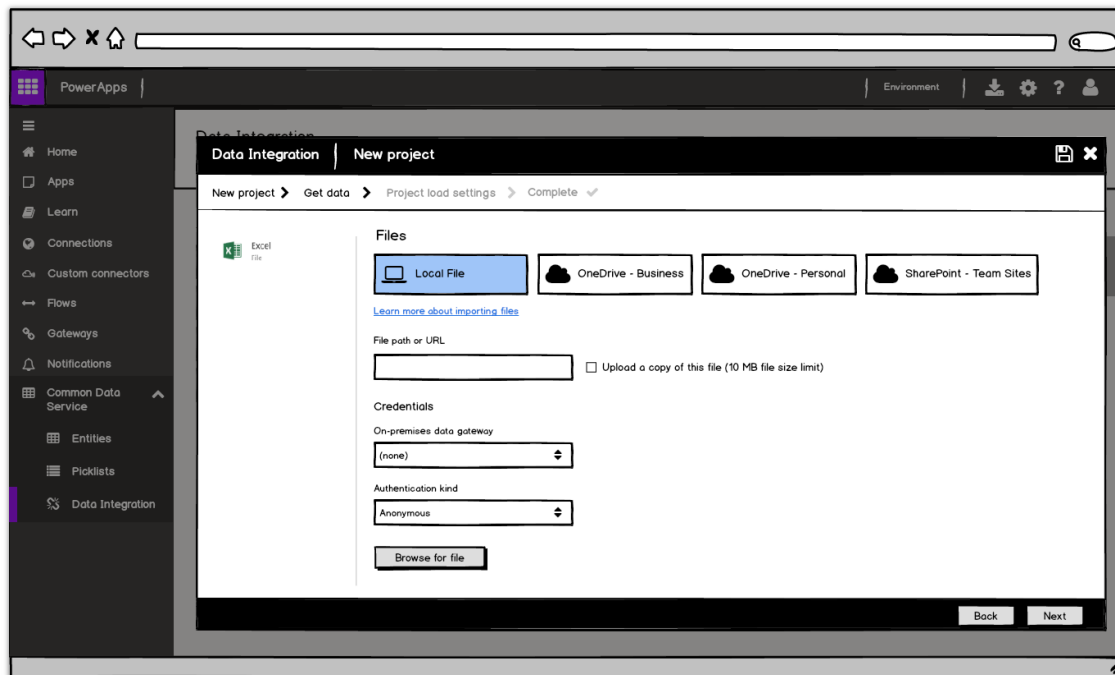 PowerApps
Environment
?
Home
Apps
Learn
Connections
Custom connectors
Flows
Gateways
Notifications
Common Data
Service
Entities
Picklists
Data Integration
Data Integration
Data Integration
New project
New project
Get data
Project load settings
Complete
Excel
File
Files
Local File
OneDrive - Business
OneDrive - Personal
SharePoint - Team Sites
Learn more about importing files
File path or URL
Upload a copy of this file (10 MB file size limit)
Credentials
On-premises data gateway
(none)
Authentication kind
Anonymous
Browse for file
Back
Next